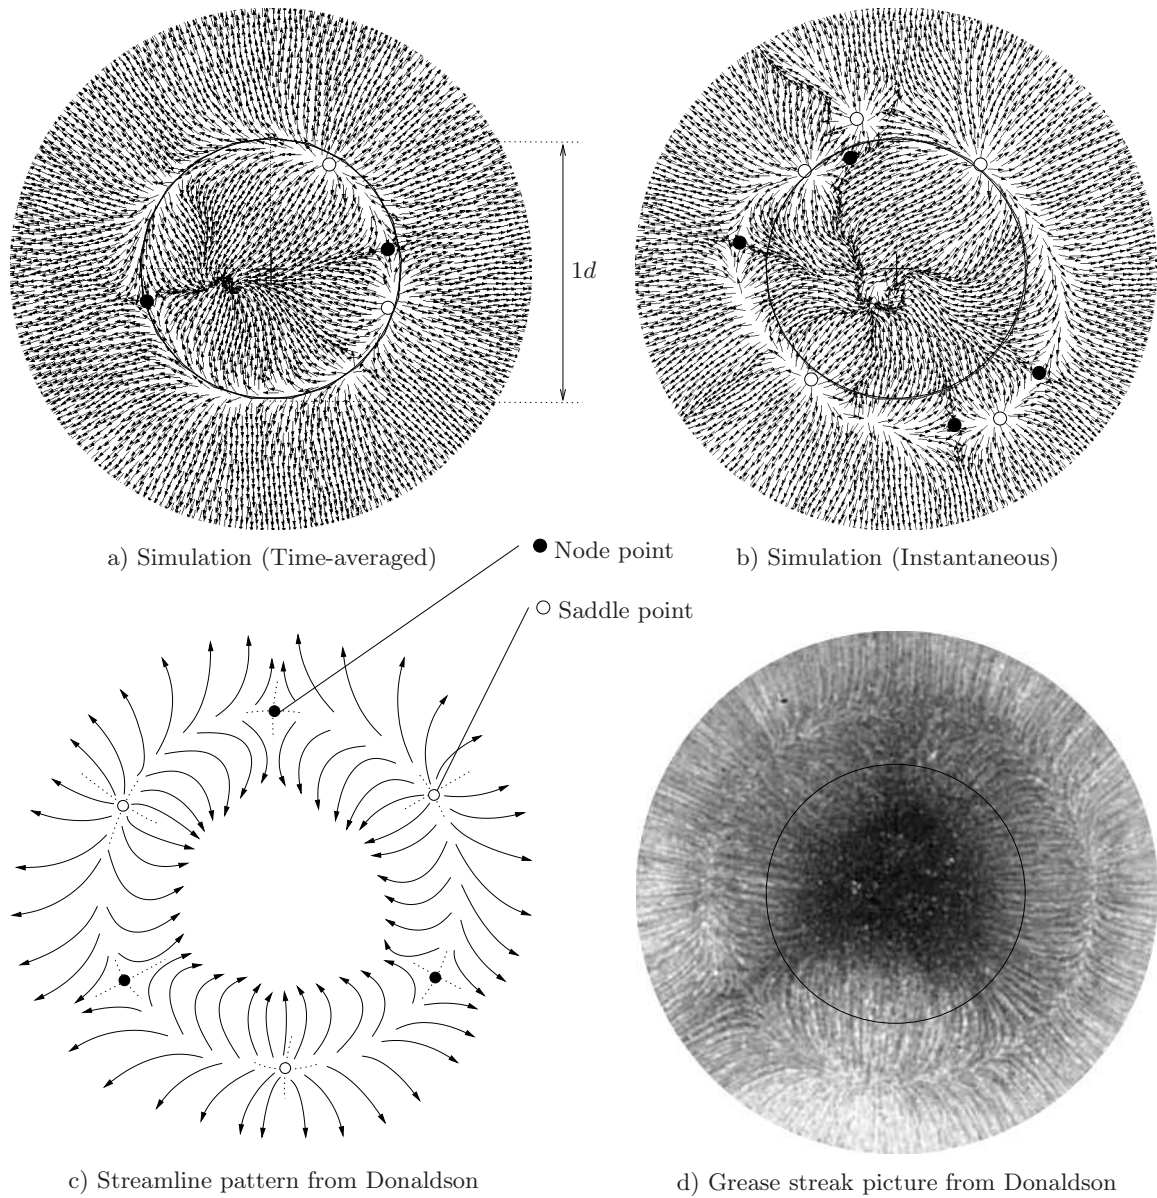 1d
a) Simulation (Time-averaged)
b) Simulation (Instantaneous)
Node point
Saddle point
c) Streamline pattern from Donaldson
d) Grease streak picture from Donaldson